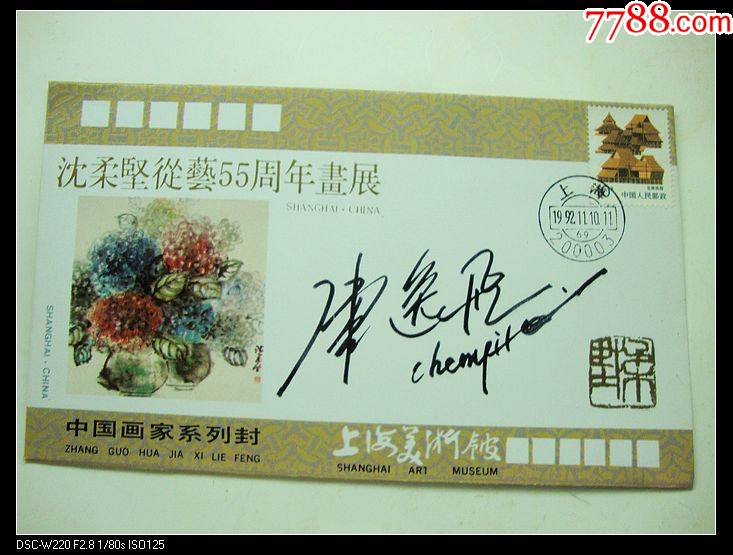 7788.com
沈柔堅從藝55周年畫展
SHANGHAI·CHINA
中国人民邮政
上海
1992.11.10.11
69
200003
chempit
SHANGHAI·CHINA
中国画家系列封
ZHANG GUO HUA JIA XI LIE FENG
上海美術館
SHANGHAI ART MUSEUM
DSC-W220 F2.8 1/80s ISO125